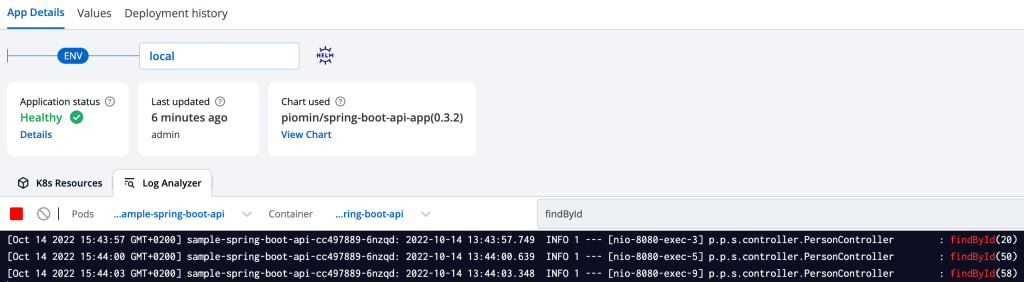 App Details Values Deployment history
ENV local HELM
Application status Last updated Chart used
Healthy 6 minutes ago piomin/spring-boot-api-app(0.3.2)
Details admin View Chart
K8s Resources Log Analyzer
Pods ...ample-spring-boot-api Container ...ring-boot-api findById
[Oct 14 2022 15:43:57 GMT+0200] sample-spring-boot-api-cc497889-6nzqd: 2022-10-14 13:43:57.749 INFO 1 --- [nio-8080-exec-3] p.p.s.controller.PersonController : findById(20)
[Oct 14 2022 15:44:00 GMT+0200] sample-spring-boot-api-cc497889-6nzqd: 2022-10-14 13:44:00.639 INFO 1 --- [nio-8080-exec-5] p.p.s.controller.PersonController : findById(50)
[Oct 14 2022 15:44:03 GMT+0200] sample-spring-boot-api-cc497889-6nzqd: 2022-10-14 13:44:03.348 INFO 1 --- [nio-8080-exec-9] p.p.s.controller.PersonController : findById(58)